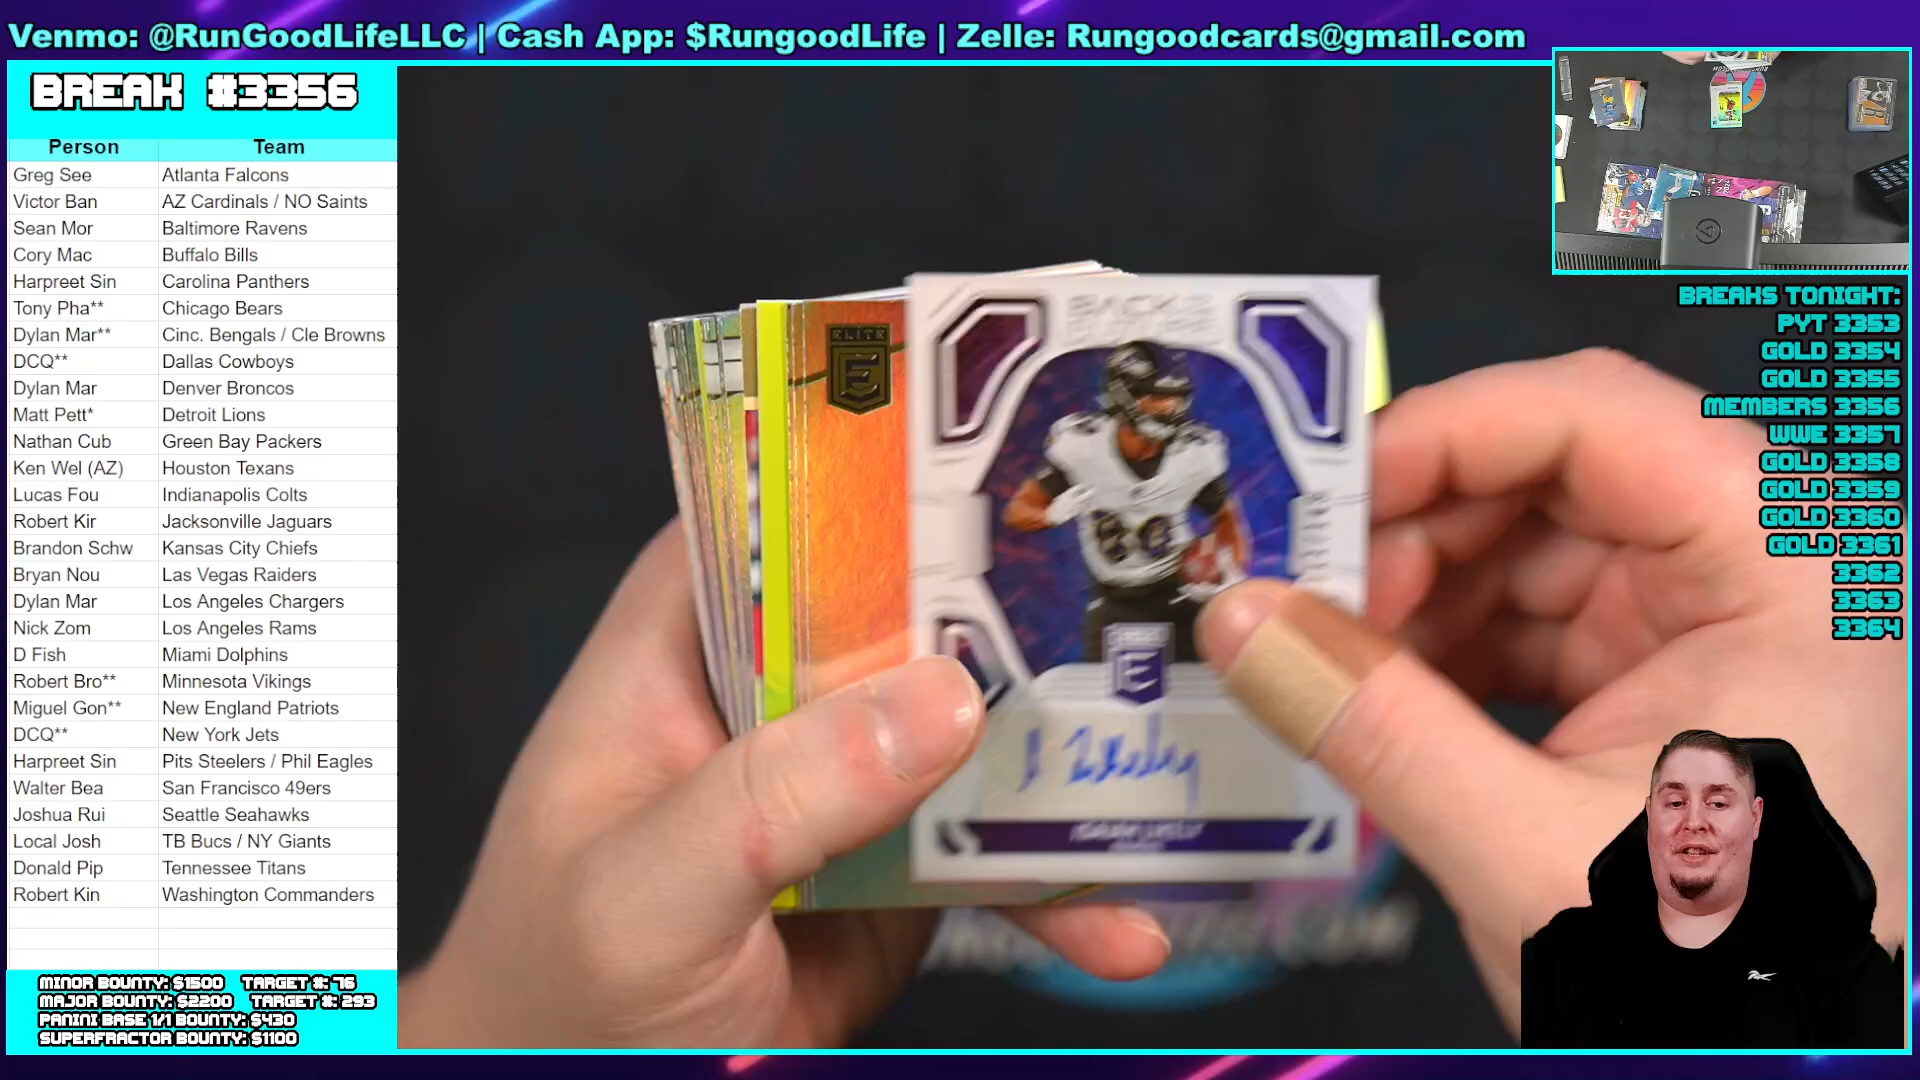 Venmo: @RunGoodLifeLLC | Cash App: $RungoodLife | Zelle: Rungoodcards@gmail.com
BREAK #3356
Person Team
Greg See Atlanta Falcons
Victor Ban AZ Cardinals / NO Saints
Sean Mor Baltimore Ravens
Cory Mac Buffalo Bills
Harpreet Sin Carolina Panthers
Tony Pha** Chicago Bears
Dylan Mar** Cinc. Bengals / Cle Browns
DCQ** Dallas Cowboys
Dylan Mar Denver Broncos
Matt Pett* Detroit Lions
Nathan Cub Green Bay Packers
Ken Wel (AZ) Houston Texans
Lucas Fou Indianapolis Colts
Robert Kir Jacksonville Jaguars
Brandon Schw Kansas City Chiefs
Bryan Nou Las Vegas Raiders
Dylan Mar Los Angeles Chargers
Nick Zom Los Angeles Rams
D Fish Miami Dolphins
Robert Bro** Minnesota Vikings
Miguel Gon** New England Patriots
DCQ** New York Jets
Harpreet Sin Pits Steelers / Phil Eagles
Walter Bea San Francisco 49ers
Joshua Rui Seattle Seahawks
Local Josh TB Bucs / NY Giants
Donald Pip Tennessee Titans
Robert Kin Washington Commanders
MINOR BOUNTY: $1500 TARGET #: 76
MAJOR BOUNTY: $2200 TARGET #: 293
PANINI BASE 1/1 BOUNTY: $430
SUPERFRACTOR BOUNTY: $1100
ELITE
E
80
E
BREAKS TONIGHT:
PYT 3353
GOLD 3354
GOLD 3355
MEMBERS 3356
WWE 3357
GOLD 3358
GOLD 3359
GOLD 3360
GOLD 3361
3362
3363
3364